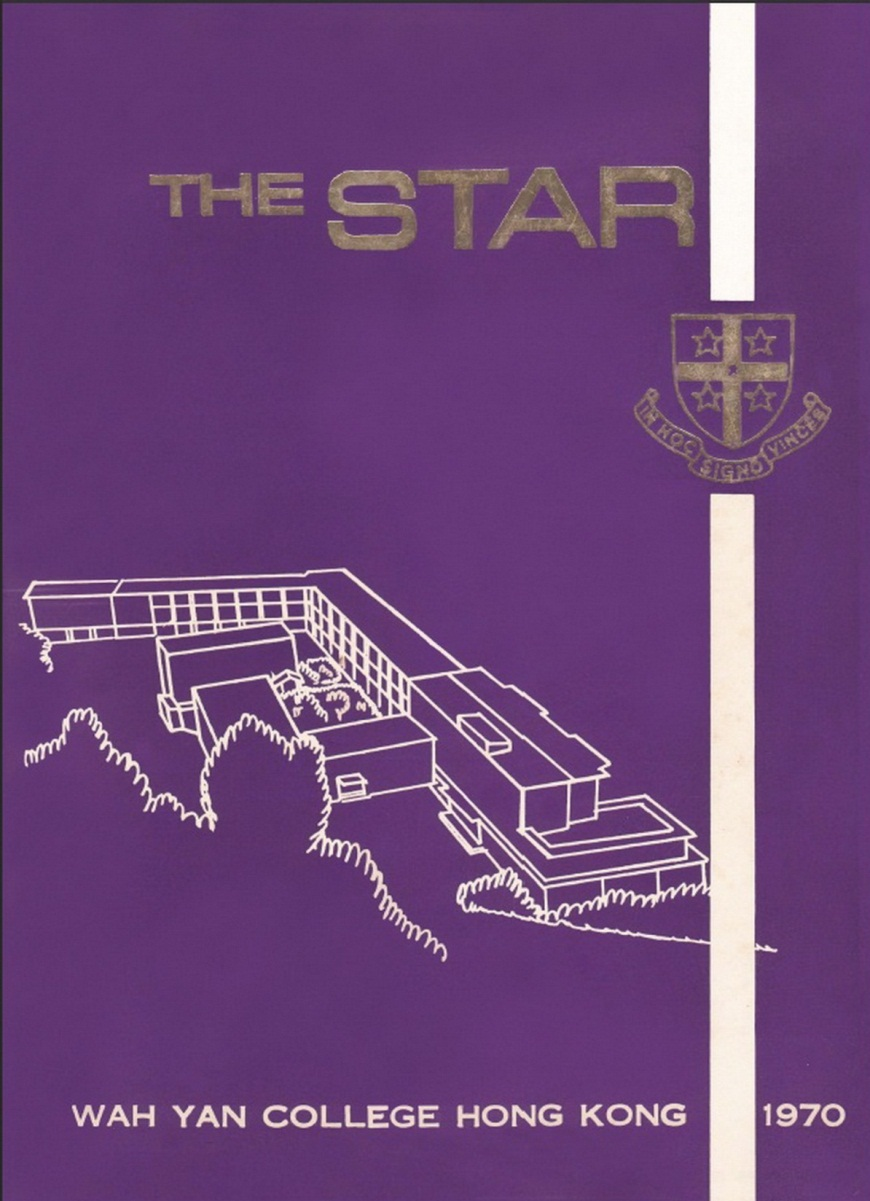 THE STAR
IN HOC SIGNO VINCES
WAH YAN COLLEGE HONG KONG 1970